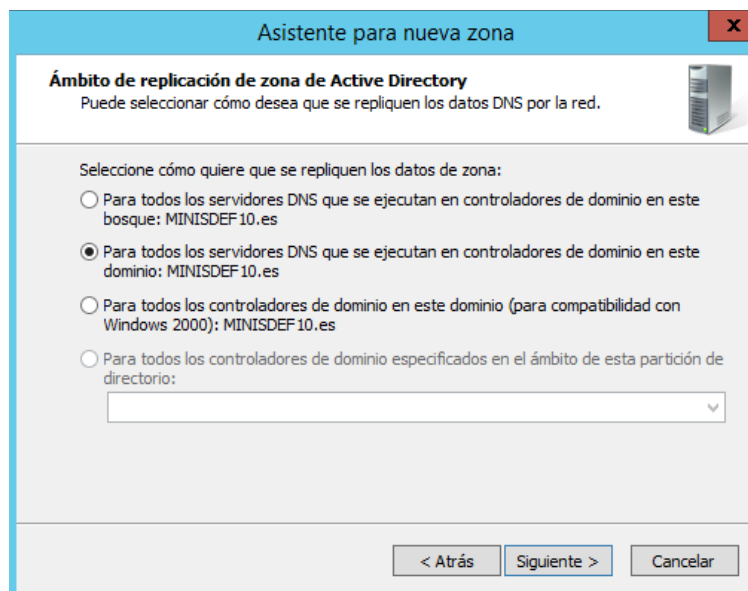 Asistente para nueva zona
x
Ámbito de replicación de zona de Active Directory
Puede seleccionar cómo desea que se repliquen los datos DNS por la red.
Seleccione cómo quiere que se repliquen los datos de zona:
Para todos los servidores DNS que se ejecutan en controladores de dominio en este
bosque: MINISDEF10.es
Para todos los servidores DNS que se ejecutan en controladores de dominio en este
dominio: MINISDEF10.es
Para todos los controladores de dominio en este dominio (para compatibilidad con
Windows 2000): MINISDEF10.es
Para todos los controladores de dominio especificados en el ámbito de esta partición de
directorio:
< Atrás
Siguiente >
Cancelar